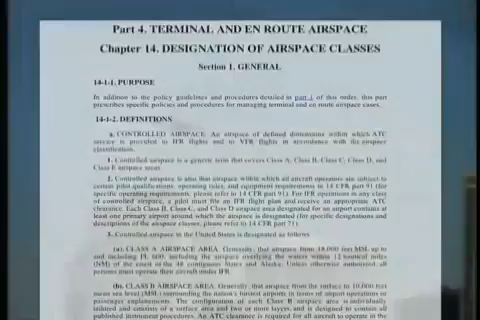 Part 4. TERMINAL AND EN ROUTE AIRSPACE
Chapter 14. DESIGNATION OF AIRSPACE CLASSES
Section 1. GENERAL
14-1-1. PURPOSE
In addition to the policy guidelines and procedures detailed in part 1 of this order, this part
prescribes specific policies and procedures for managing terminal and en route airspace cases.
14-1-2. DEFINITIONS
a. CONTROLLED AIRSPACE. An airspace of defined dimensions within which ATC
service is provided to IFR flights and to VFR flights in accordance with the airspace
classification.
1. Controlled airspace is a generic term that covers Class A, Class B, Class C, Class D, and
Class E airspace areas.
2. Controlled airspace is also that airspace within which all aircraft operators are subject to
certain pilot qualifications, operating rules, and equipment requirements in 14 CFR part 91 (for
specific operating requirements, please refer to 14 CFR part 91). For IFR operations in any class
of controlled airspace, a pilot must file an IFR flight plan and receive an appropriate ATC
clearance. Each Class B, Class C, and Class D airspace area designated for an airport contains at
least one primary airport around which the airspace is designated (for specific designations and
descriptions of the airspace classes, please refer to 14 CFR part 71).
3. Controlled airspace in the United States is designated as follows
(a). CLASS A AIRSPACE AREA. Generally, that airspace from 18,000 feet MSL up to
and including FL 600, including the airspace overlying the waters within 12 nautical miles
(NM) of the coast of the 48 contiguous States and Alaska. Unless otherwise authorized, all
persons must operate their aircraft under IFR.
(b). CLASS B AIRSPACE AREA. Generally, that airspace from the surface to 10,000 feet
mean sea level (MSL) surrounding the nation's busiest airports in terms of airport operations or
passenger enplanements. The configuration of each Class B airspace area is individually
tailored and consists of a surface area and two or more layers, and is designed to contain all
published instrument procedures. An ATC clearance is required for all aircraft to operate in the